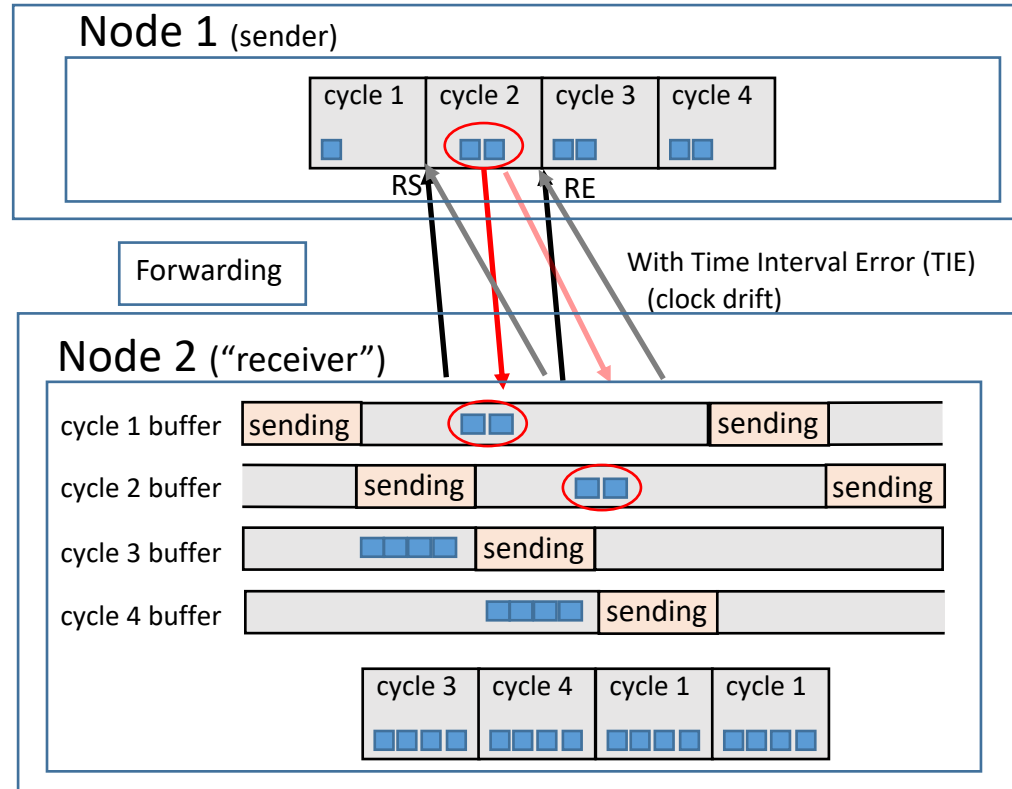 Node 1 (sender)
cycle 1 cycle 2 cycle 3 cycle 4
RS RE
Forwarding
With Time Interval Error (TIE)
(clock drift)
Node 2 (“receiver”)
cycle 1 buffer sending sending
cycle 2 buffer sending sending
cycle 3 buffer sending
cycle 4 buffer sending
cycle 3 cycle 4 cycle 1 cycle 1